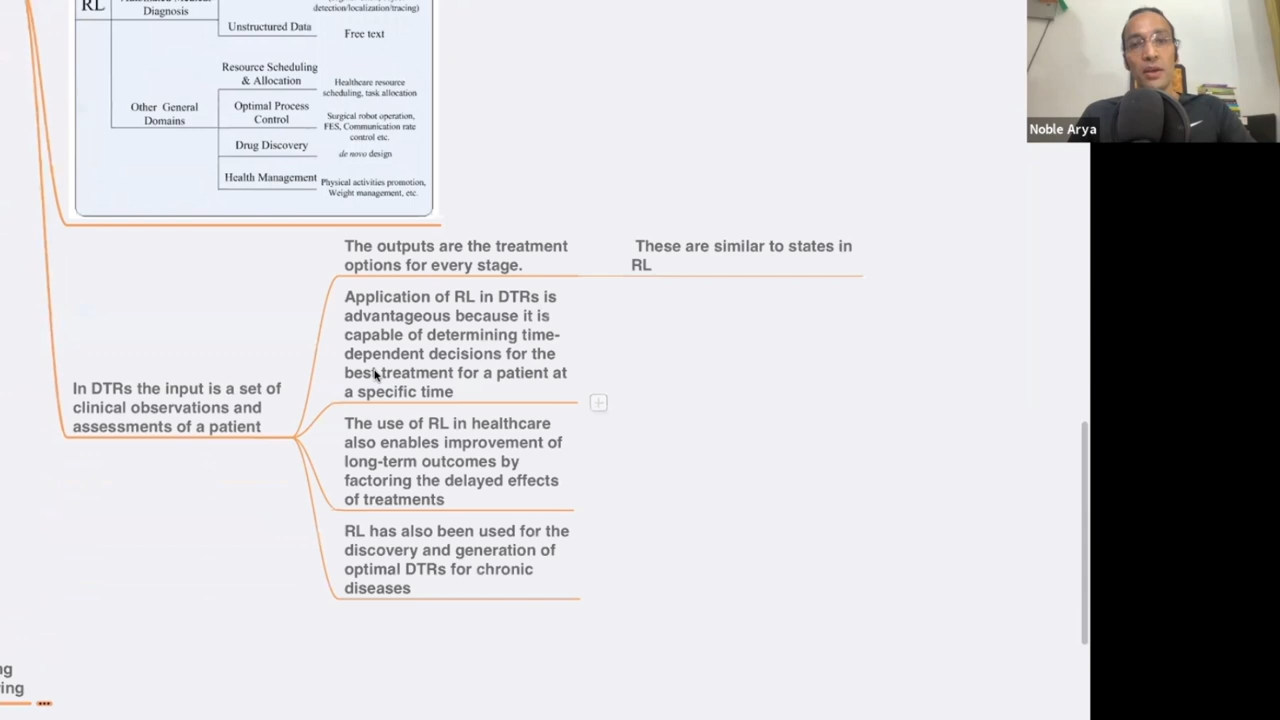 RL
Diagnosis
detection/localization/tracing)
Unstructured Data
Free text
Resource Scheduling
& Allocation
Healthcare resource
scheduling, task allocation
Other General
Domains
Optimal Process
Control
Surgical robot operation,
FES, Communication rate
control etc.
Drug Discovery
de novo design
Health Management
Physical activities promotion,
Weight management, etc.
Noble Arya
The outputs are the treatment
options for every stage.
These are similar to states in
RL
Application of RL in DTRs is
advantageous because it is
capable of determining time-
dependent decisions for the
best treatment for a patient at
a specific time
In DTRs the input is a set of
clinical observations and
assessments of a patient
The use of RL in healthcare
also enables improvement of
long-term outcomes by
factoring the delayed effects
of treatments
RL has also been used for the
discovery and generation of
optimal DTRs for chronic
diseases
ng
ring